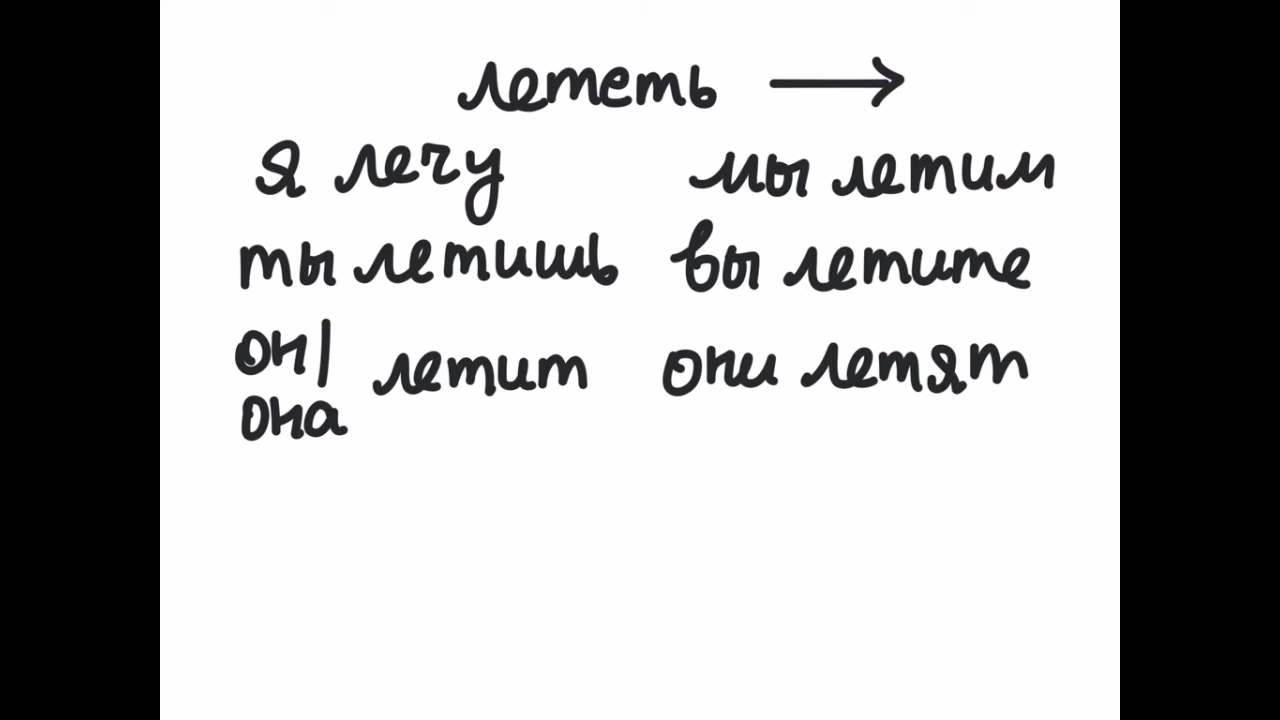 лететь →
я лечу мы летим
ты летишь вы летите
он/ летит они летят
она